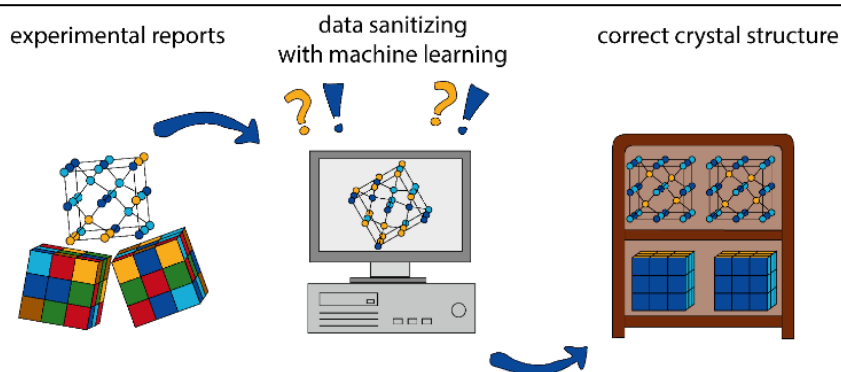 experimental reports
data sanitizing
with machine learning
correct crystal structure
? ! ? !